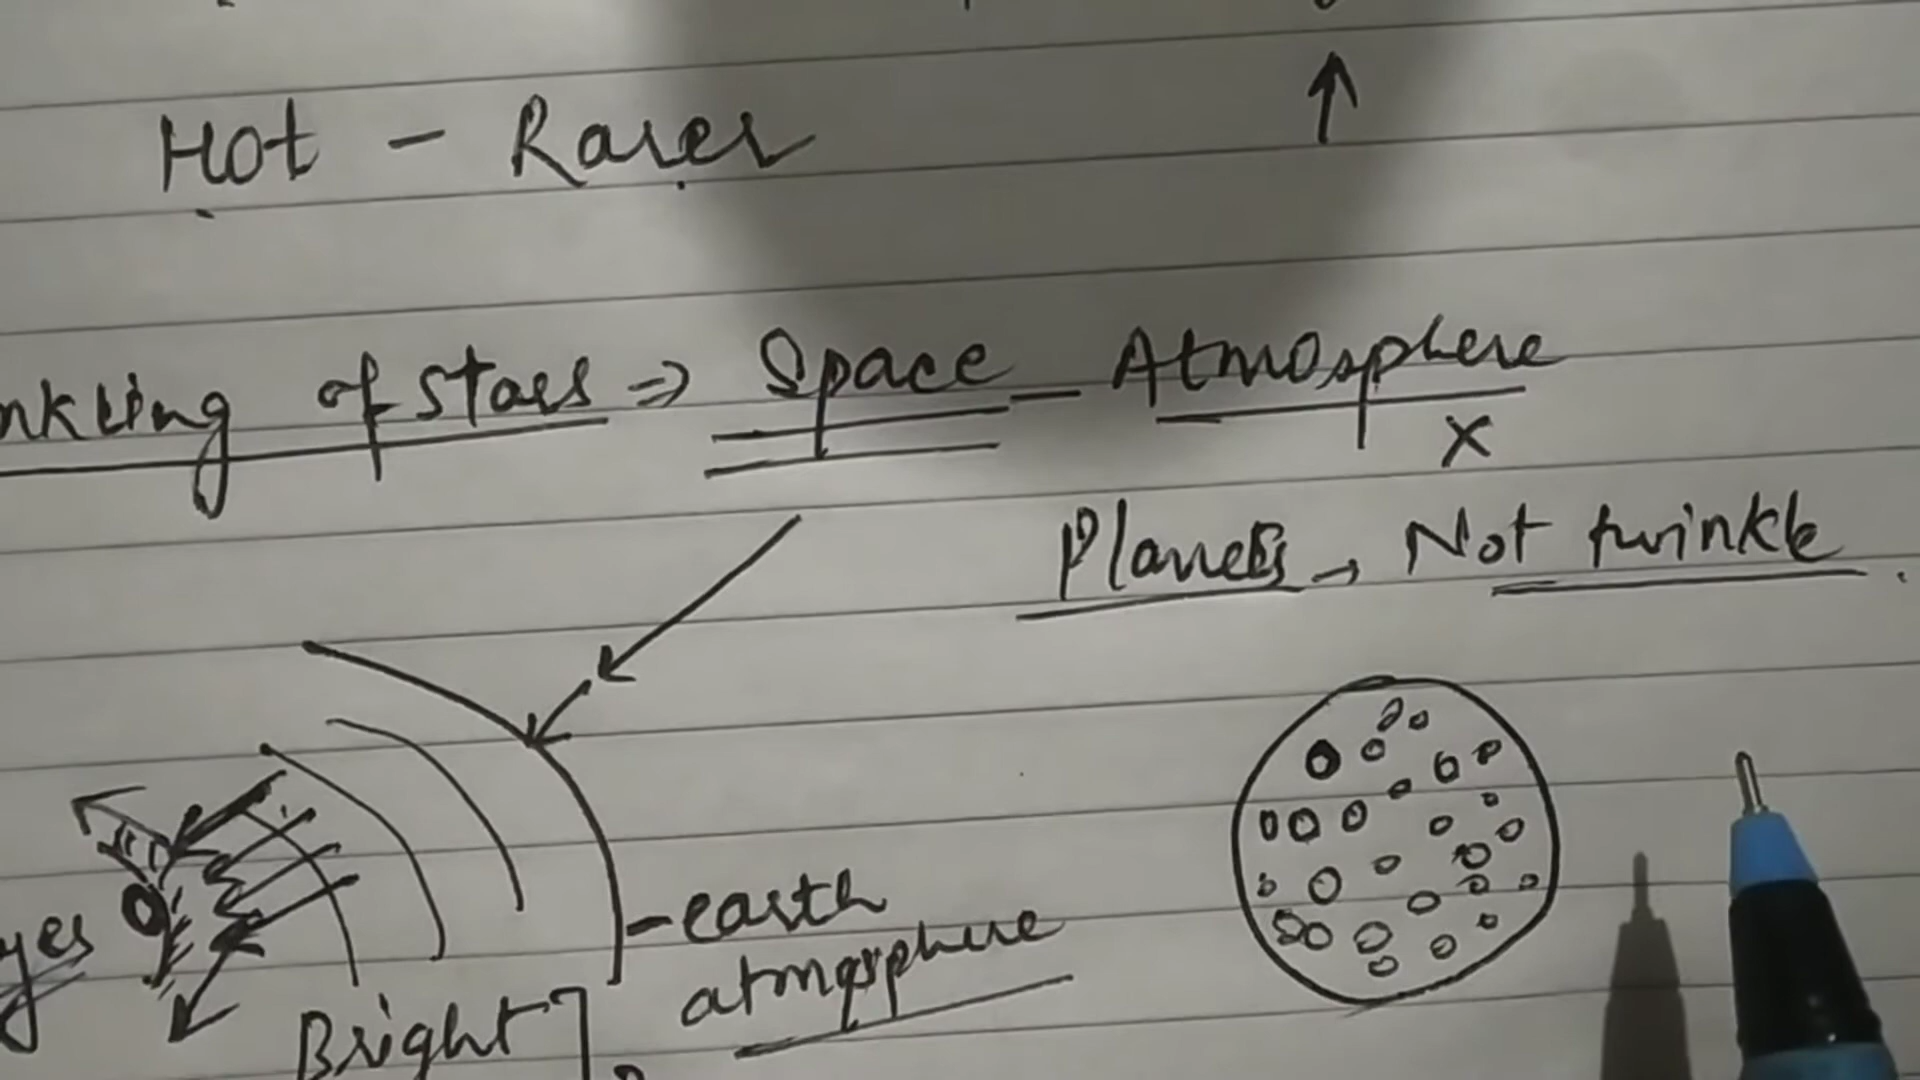 Hot - Rarer
nkling of stars ⇒ Space - Atmosphere
x
Planets → Not twinkle
- earth
atmosphere
yes
Bright